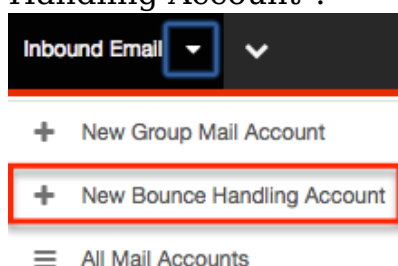 Handling Account".
Inbound Email
New Group Mail Account
New Bounce Handling Account
All Mail Accounts